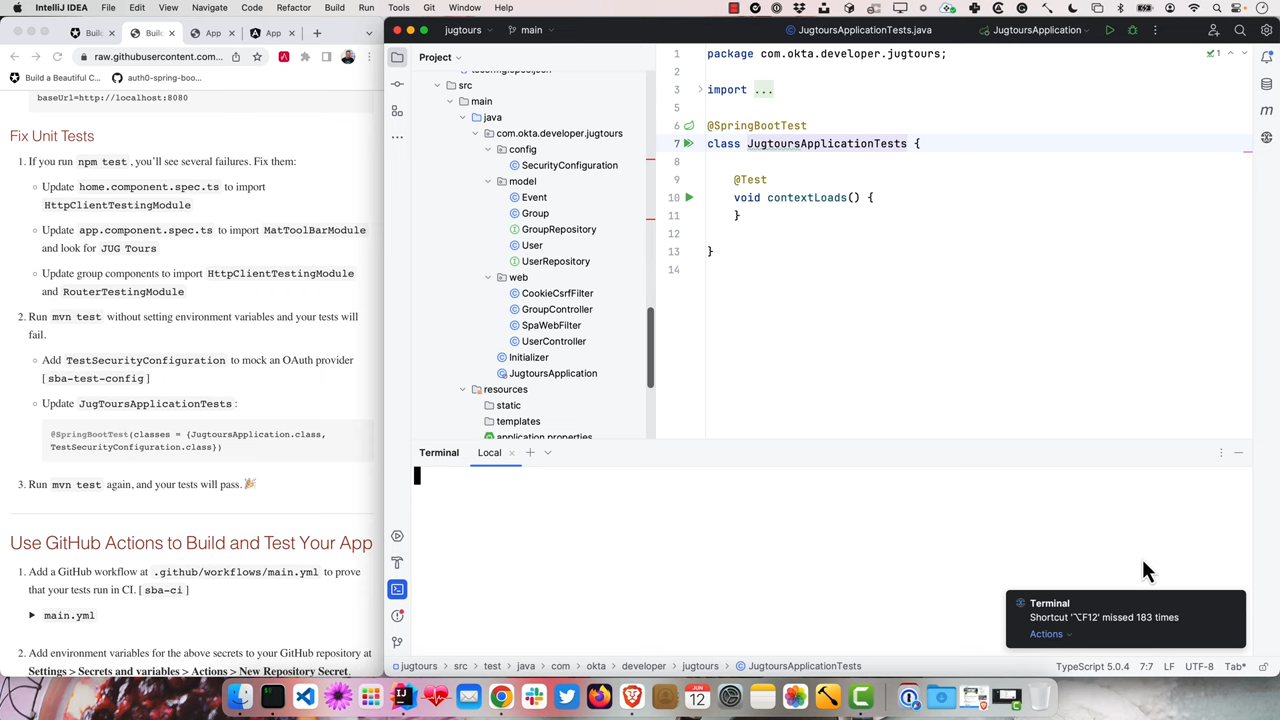 IntelliJ IDEA File Edit View Navigate Code Refactor Build Run Tools Git Window Help
Buil Buil App App
raw.githubusercontent.com...
Build a Beautiful C... auth0-spring-boo...
baseUrl=http://localhost:8080
Fix Unit Tests
1. If you run npm test, you'll see several failures. Fix them:
Update home.component.spec.ts to import
HttpClientTestingModule
Update app.component.spec.ts to import MatToolBarModule
and look for JUG Tours
Update group components to import HttpClientTestingModule
and RouterTestingModule
2. Run mvn test without setting environment variables and your tests will
fail.
Add TestSecurityConfiguration to mock an OAuth provider
[sba-test-config]
Update JugToursApplicationTests:
@SpringBootTest(classes = {JugtoursApplication.class,
TestSecurityConfiguration.class})
3. Run mvn test again, and your tests will pass. 🎉
Use GitHub Actions to Build and Test Your App
1. Add a GitHub workflow at .github/workflows/main.yml to prove
that your tests run in CI. [sba-ci]
main.yml
2. Add environment variables for the above secrets to your GitHub repository at
Settings > Secrets and variables > Actions > New Repository Secret.
jugtours main JugtoursApplicationTests.java JugtoursApplication
Project
src
main
java
com.okta.developer.jugtours
config
SecurityConfiguration
model
Event
Group
GroupRepository
User
UserRepository
web
CookieCsrfFilter
GroupController
SpaWebFilter
UserController
Initializer
JugtoursApplication
resources
static
templates
application.properties
1 package com.okta.developer.jugtours;
2
3 import ...
5
6 @SpringBootTest
7 class JugtoursApplicationTests {
8
9 @Test
10 void contextLoads() {
11 }
12
13 }
14
1
Terminal Local
Terminal
Shortcut '⌥F12' missed 183 times
Actions
jugtours > src > test > java > com > okta > developer > jugtours > JugtoursApplicationTests TypeScript 5.0.4 7:7 LF UTF-8 Tab*
JUN
12